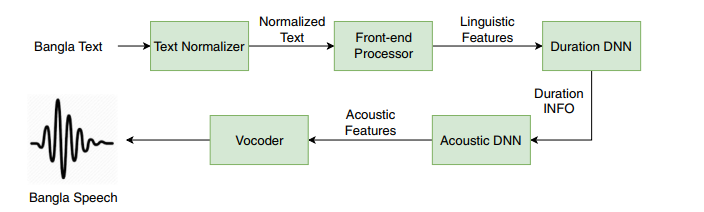 Bangla Text
Text Normalizer
Normalized
Text
Front-end
Processor
Linguistic
Features
Duration DNN
Duration
INFO
Acoustic DNN
Acoustic
Features
Vocoder
Bangla Speech